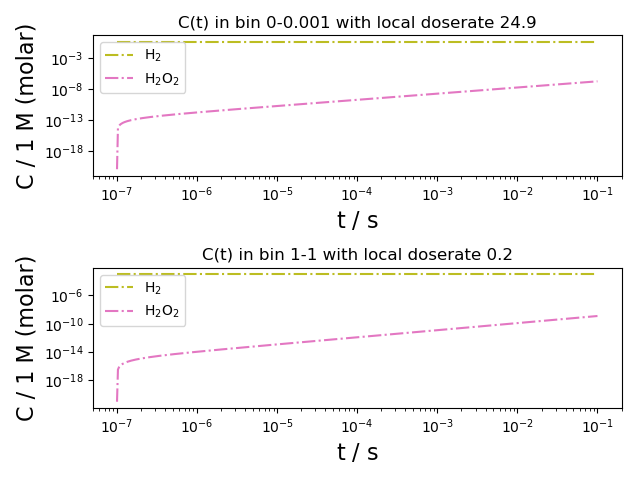 C(t) in bin 0-0.001 with local doserate 24.9
C / 1 M (molar)
10⁻³
10⁻⁸
10⁻¹³
10⁻¹⁸
H₂
H₂O₂
10⁻⁷ 10⁻⁶ 10⁻⁵ 10⁻⁴ 10⁻³ 10⁻² 10⁻¹
t / s
C(t) in bin 1-1 with local doserate 0.2
C / 1 M (molar)
10⁻⁶
10⁻¹⁰
10⁻¹⁴
10⁻¹⁸
H₂
H₂O₂
10⁻⁷ 10⁻⁶ 10⁻⁵ 10⁻⁴ 10⁻³ 10⁻² 10⁻¹
t / s